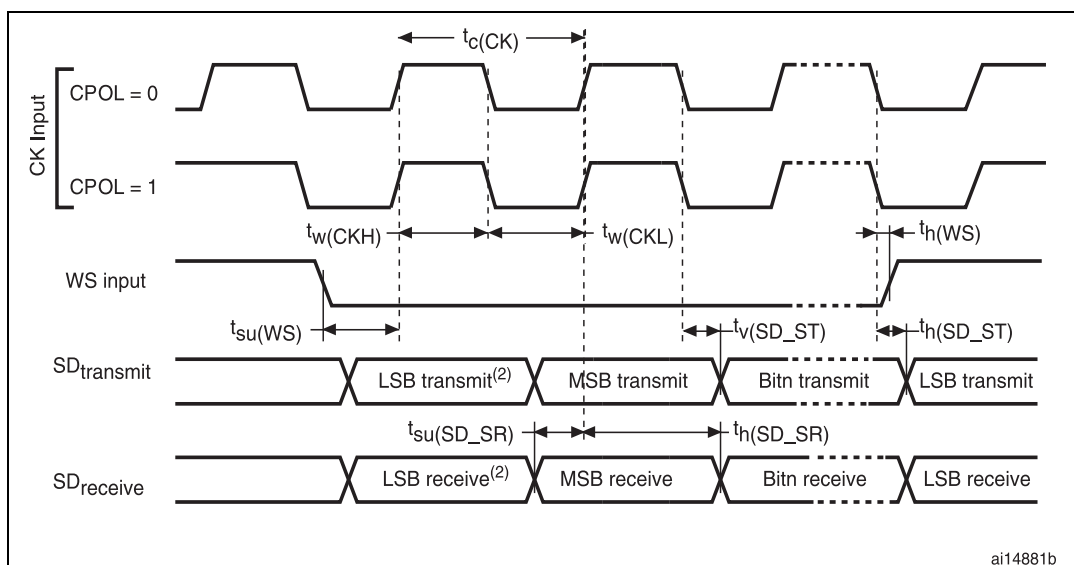 tc(CK)
CK Input
CPOL = 0
CPOL = 1
tw(CKH)
tw(CKL)
th(WS)
WS input
tsu(WS)
tv(SD_ST)
th(SD_ST)
SDtransmit
LSB transmit(2)
MSB transmit
Bitn transmit
LSB transmit
tsu(SD_SR)
th(SD_SR)
SDreceive
LSB receive(2)
MSB receive
Bitn receive
LSB receive
ai14881b